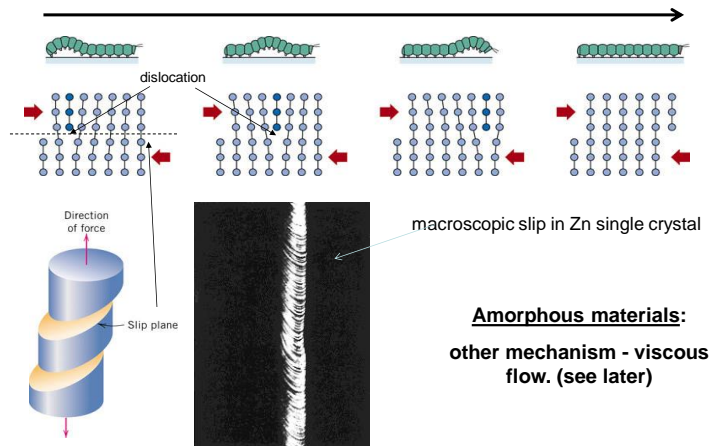 dislocation
Direction
of force
Slip plane
macroscopic slip in Zn single crystal
Amorphous materials:
other mechanism - viscous
flow. (see later)